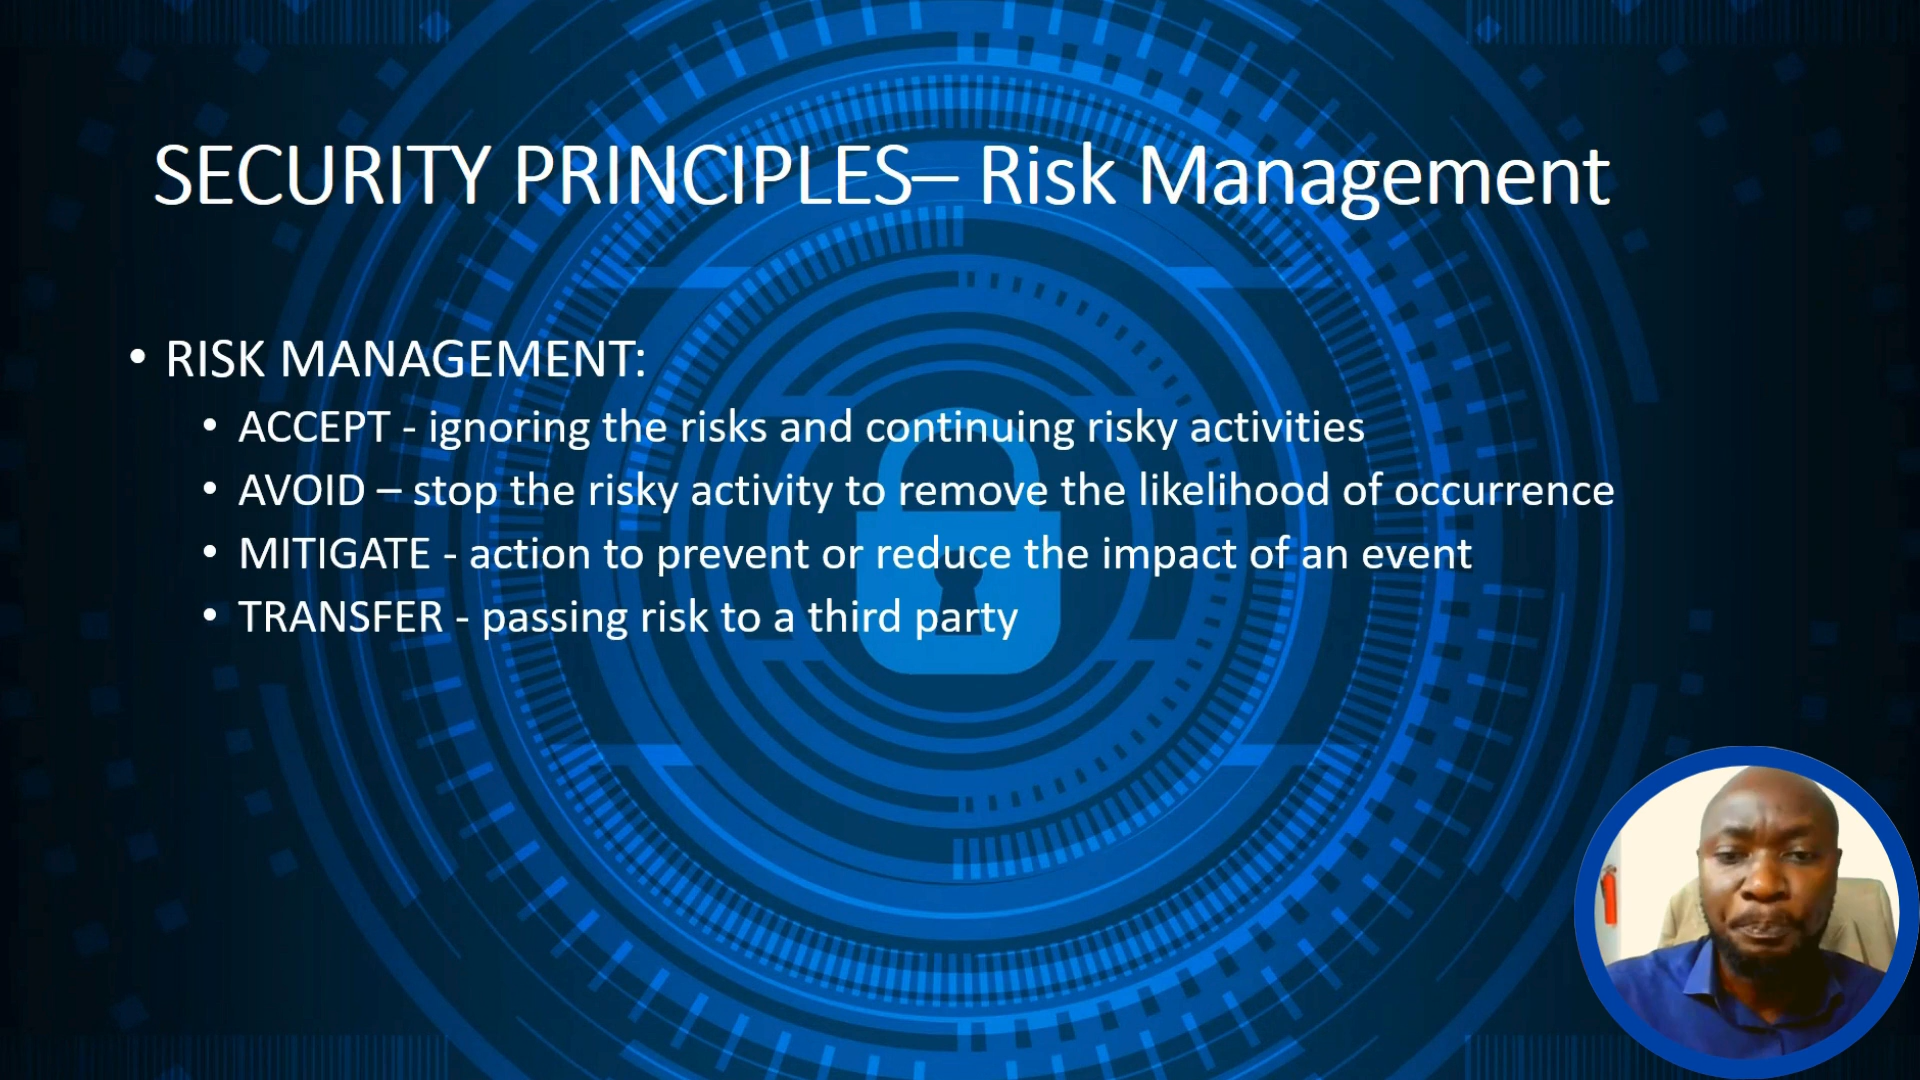 SECURITY PRINCIPLES– Risk Management
• RISK MANAGEMENT:
• ACCEPT - ignoring the risks and continuing risky activities
• AVOID – stop the risky activity to remove the likelihood of occurrence
• MITIGATE - action to prevent or reduce the impact of an event
• TRANSFER - passing risk to a third party